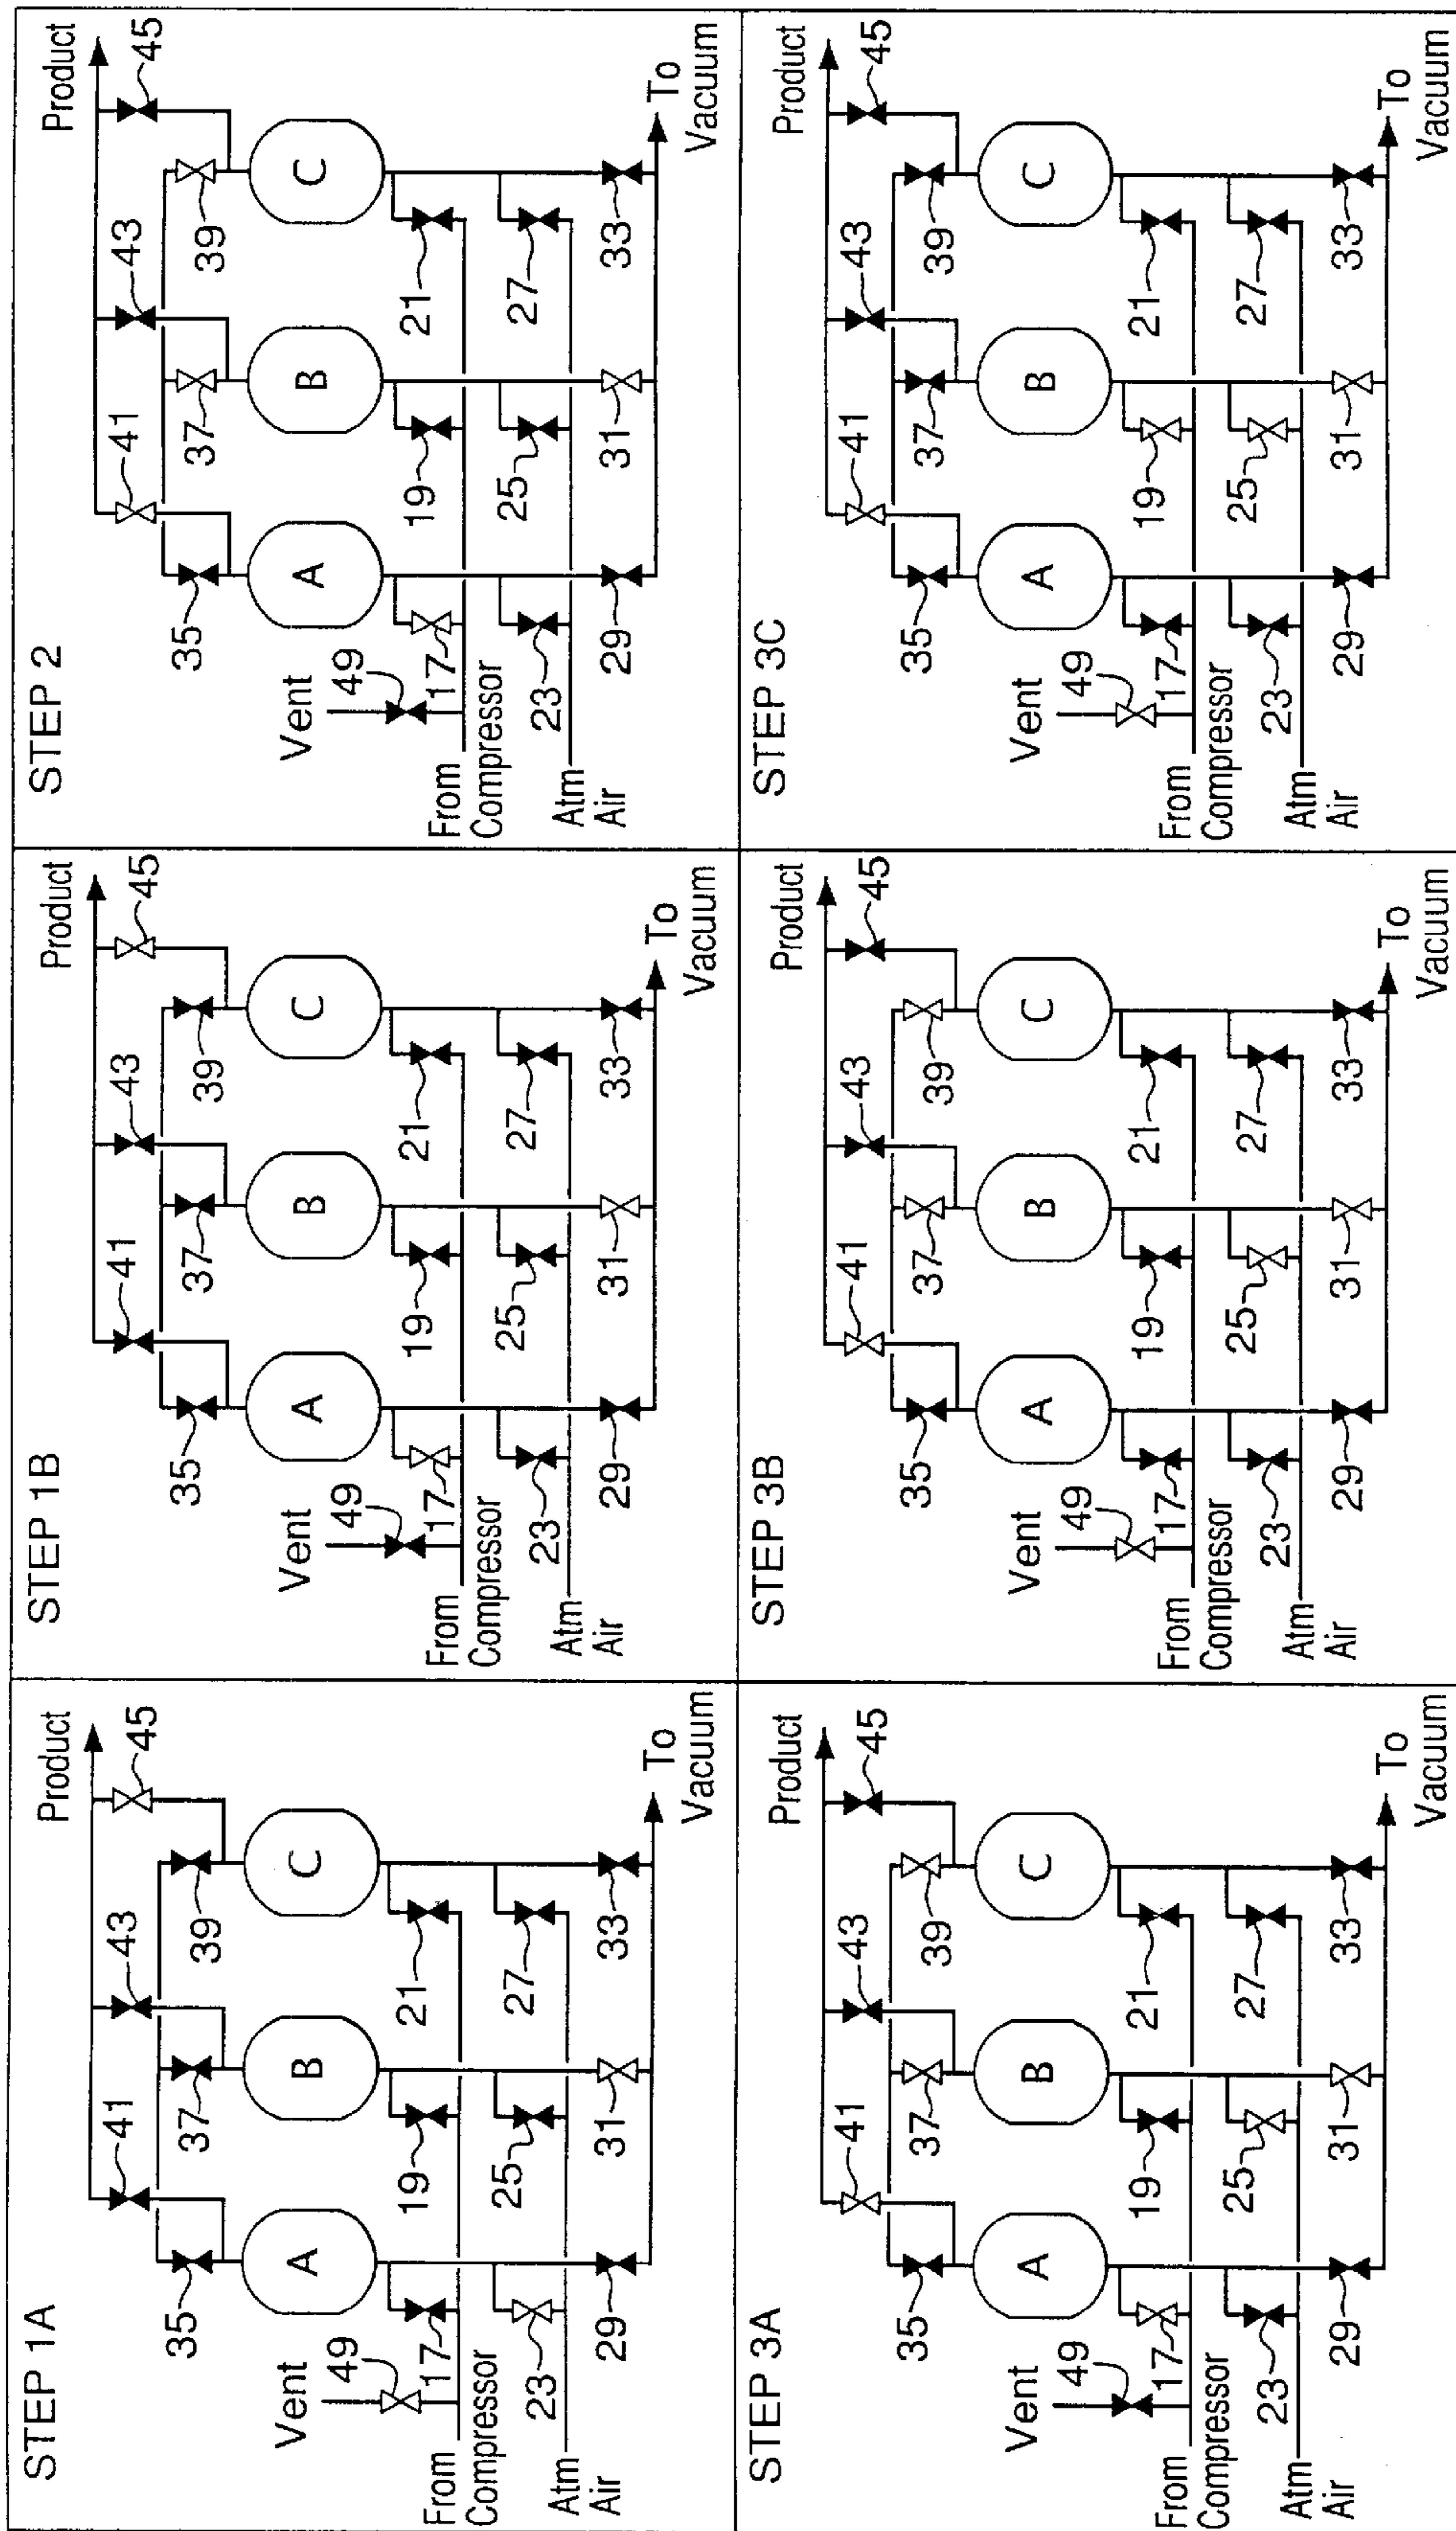 STEP 1A
Product
45
43
41
39
37
35
C
B
A
Vent
49
21
19
17
From
Compressor
27
25
23
Atm
Air
33
31
29
To
Vacuum
STEP 1B
Product
45
43
41
39
37
35
C
B
A
Vent
49
21
19
17
From
Compressor
27
25
23
Atm
Air
33
31
29
To
Vacuum
STEP 2
Product
45
43
41
39
37
35
C
B
A
Vent
49
21
19
17
From
Compressor
27
25
23
Atm
Air
33
31
29
To
Vacuum
STEP 3A
Product
45
43
41
39
37
35
C
B
A
Vent
49
21
19
17
From
Compressor
27
25
23
Atm
Air
33
31
29
To
Vacuum
STEP 3B
Product
45
43
41
39
37
35
C
B
A
Vent
49
21
19
17
From
Compressor
27
25
23
Atm
Air
33
31
29
To
Vacuum
STEP 3C
Product
45
43
41
39
37
35
C
B
A
Vent
49
21
19
17
From
Compressor
27
25
23
Atm
Air
33
31
29
To
Vacuum